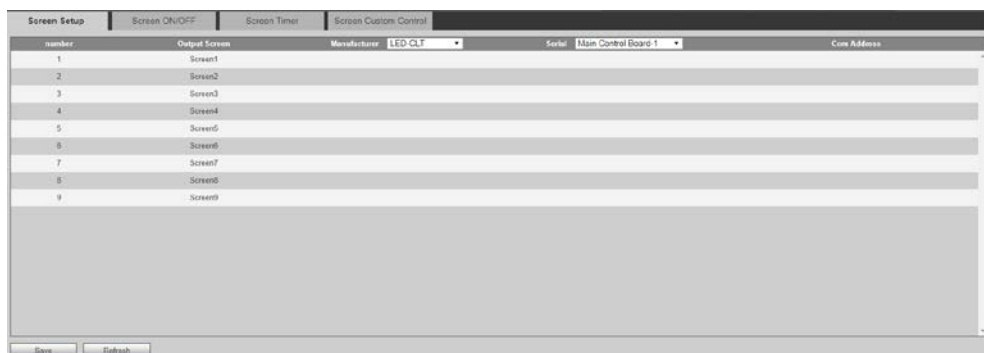 Screen Setup Screen ON/OFF Screen Timer Screen Custom Control
number Output Screen Manufacturer LED-CLT Serial Main Control Board-1 Com Address
1 Screen1
2 Screen2
3 Screen3
4 Screen4
5 Screen5
6 Screen6
7 Screen7
8 Screen8
9 Screen9
Save Refresh